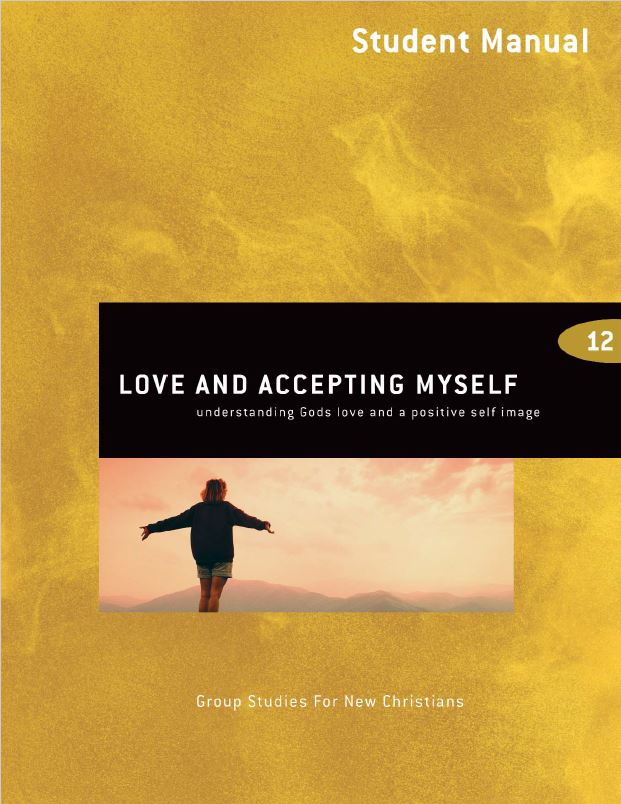 Student Manual
12
LOVE AND ACCEPTING MYSELF
understanding Gods love and a positive self image
Group Studies For New Christians